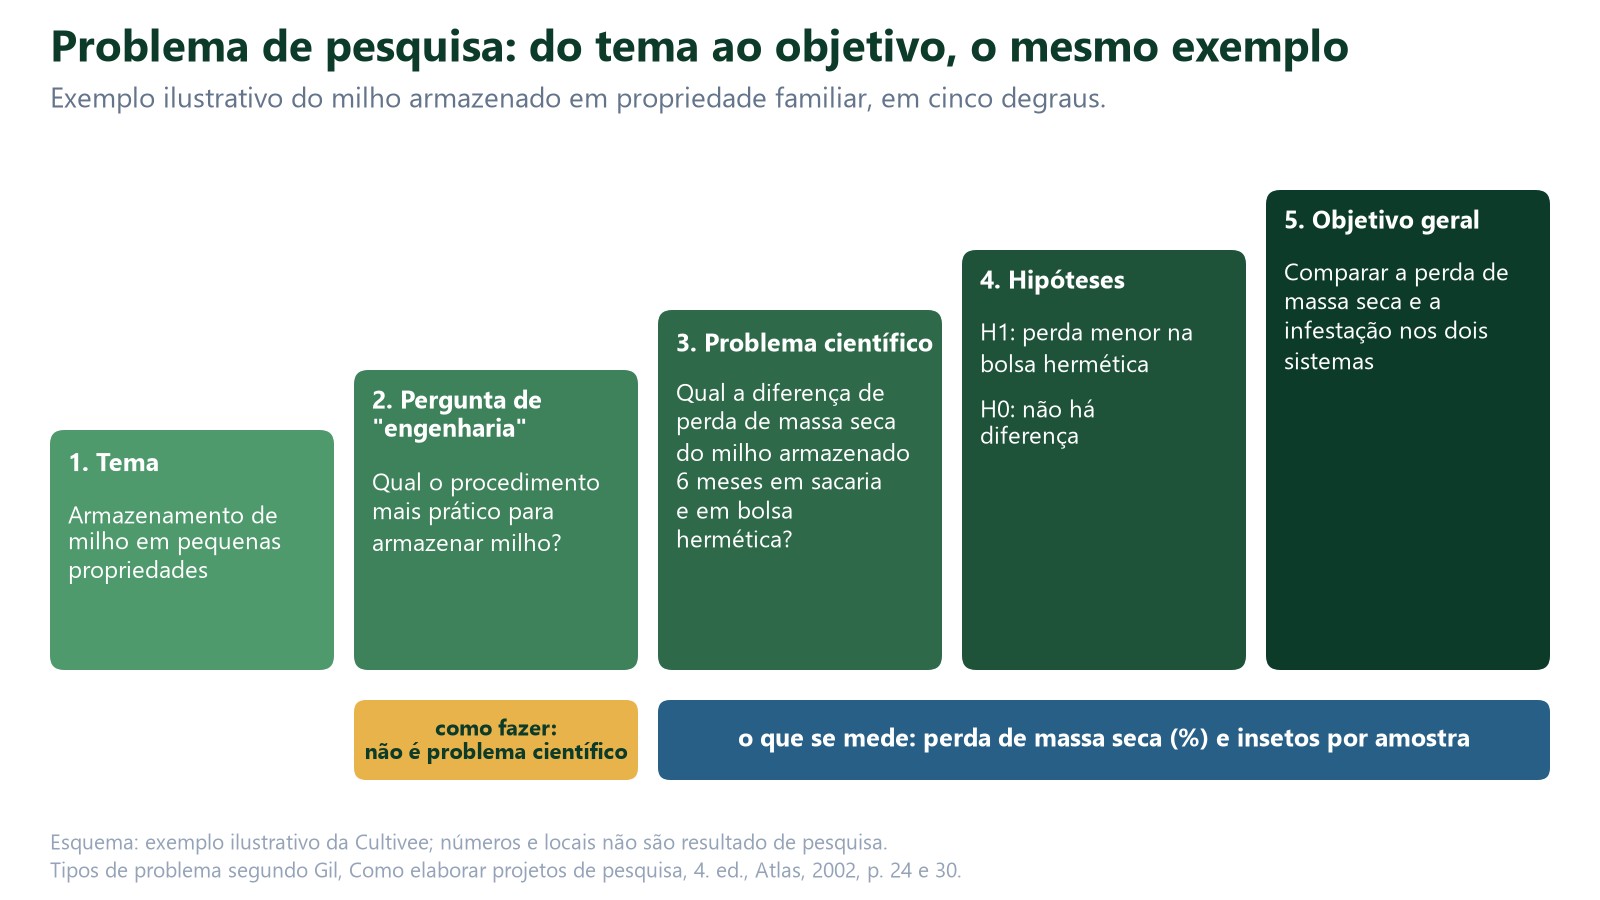 Problema de pesquisa: do tema ao objetivo, o mesmo exemplo
Exemplo ilustrativo do milho armazenado em propriedade familiar, em cinco degraus.
1. Tema
Armazenamento de
milho em pequenas
propriedades
2. Pergunta de
"engenharia"
Qual o procedimento
mais prático para
armazenar milho?
3. Problema científico
Qual a diferença de
perda de massa seca
do milho armazenado
6 meses em sacaria
e em bolsa
hermética?
4. Hipóteses
H1: perda menor na
bolsa hermética
H0: não há
diferença
5. Objetivo geral
Comparar a perda de
massa seca e a
infestação nos dois
sistemas
como fazer:
não é problema científico
o que se mede: perda de massa seca (%) e insetos por amostra
Esquema: exemplo ilustrativo da Cultivee; números e locais não são resultado de pesquisa.
Tipos de problema segundo Gil, Como elaborar projetos de pesquisa, 4. ed., Atlas, 2002, p. 24 e 30.